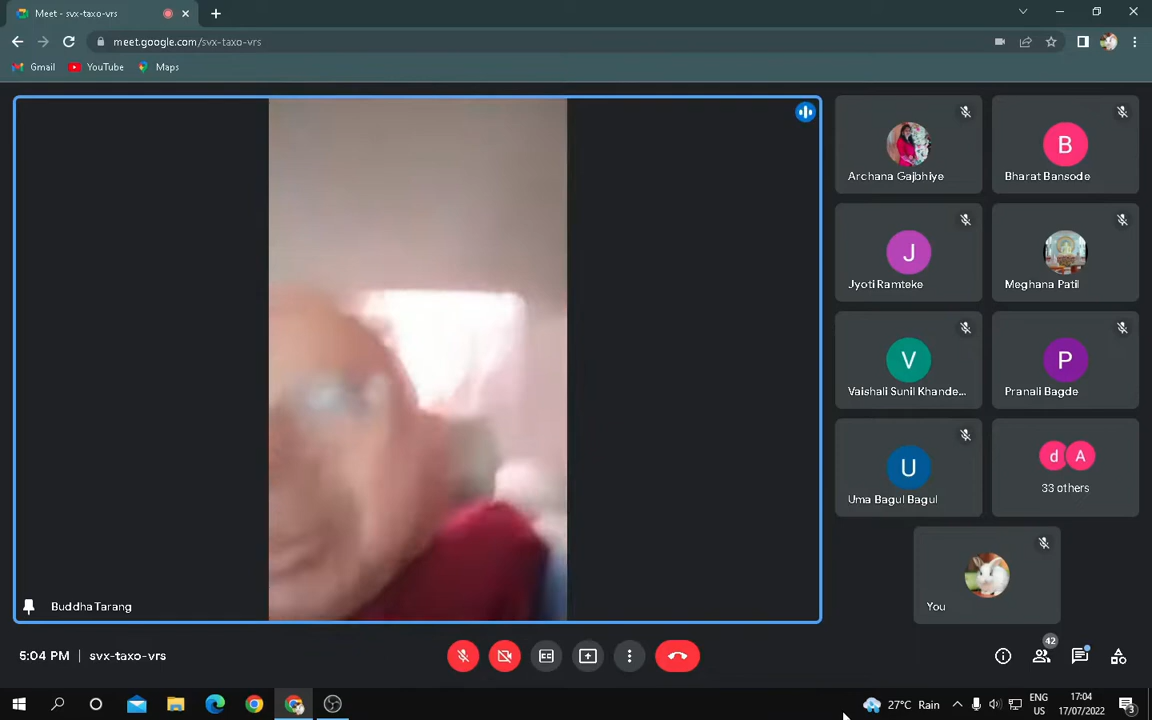 Meet - svx-taxo-vrs
meet.google.com/svx-taxo-vrs
Gmail
YouTube
Maps
Archana Gajbhiye
B
Bharat Bansode
J
Jyoti Ramteke
Meghana Patil
V
Vaishali Sunil Khande...
P
Pranali Bagde
U
Uma Bagul Bagul
d A
33 others
You
Buddha Tarang
5:04 PM | svx-taxo-vrs
42
27°C Rain
ENG
US
17:04
17/07/2022
3